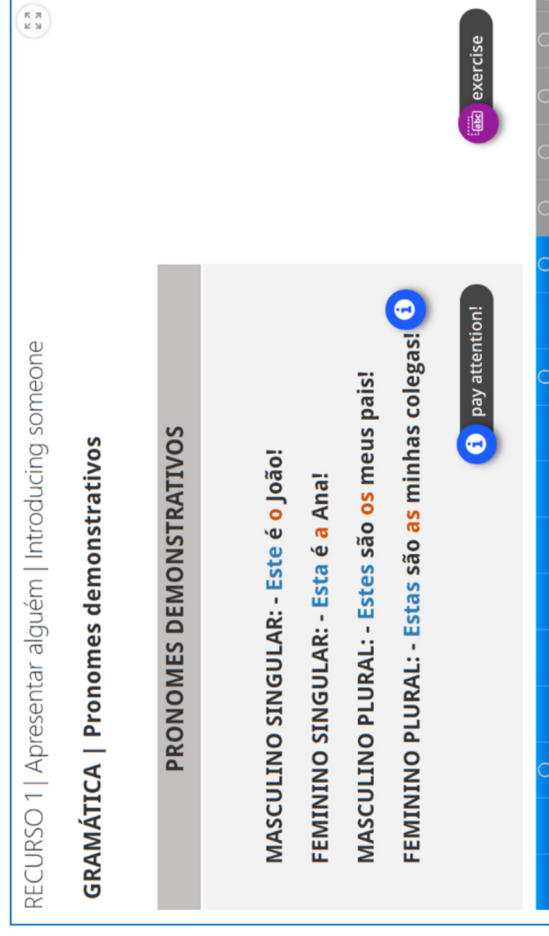 RECURSO 1 | Apresentar alguém | Introducing someone
GRAMÁTICA | Pronomes demonstrativos
PRONOMES DEMONSTRATIVOS
MASCULINO SINGULAR: - Este é o João!
FEMININO SINGULAR: - Esta é a Ana!
MASCULINO PLURAL: - Estes são os meus pais!
FEMININO PLURAL: - Estas são as minhas colegas!
pay attention!
abc exercise